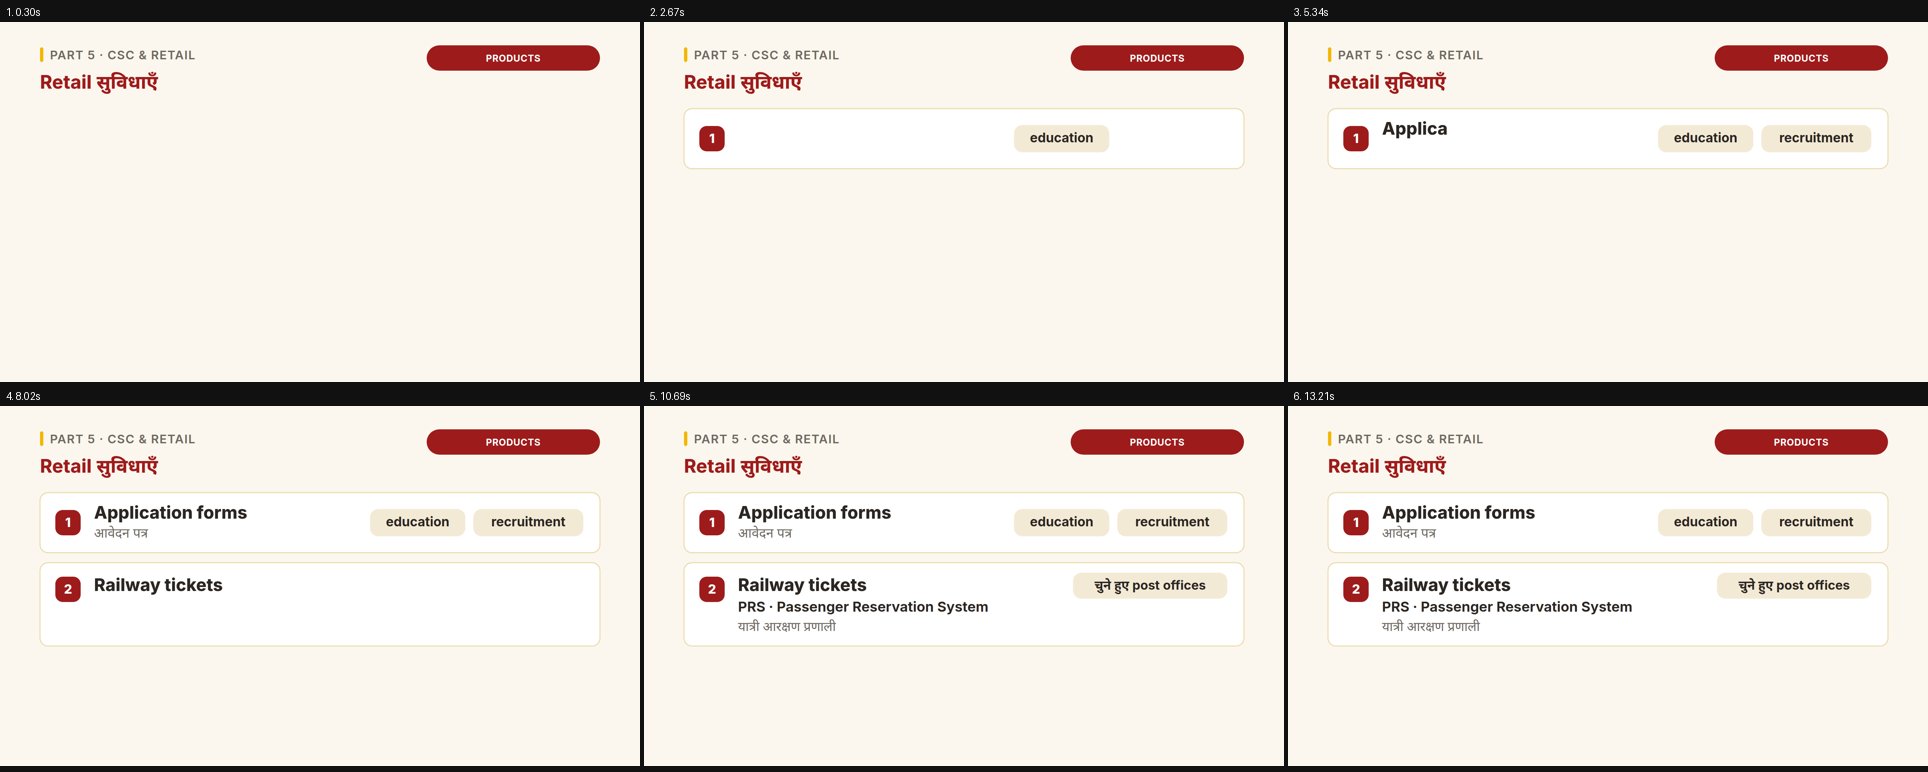 1. 0.30s
PART 5 · CSC & RETAIL
PRODUCTS
Retail सुविधाएँ
2. 2.67s
PART 5 · CSC & RETAIL
PRODUCTS
Retail सुविधाएँ
1
education
3. 5.34s
PART 5 · CSC & RETAIL
PRODUCTS
Retail सुविधाएँ
1
Applica
education
recruitment
4. 8.02s
PART 5 · CSC & RETAIL
PRODUCTS
Retail सुविधाएँ
1
Application forms
आवेदन पत्र
education
recruitment
2
Railway tickets
5. 10.69s
PART 5 · CSC & RETAIL
PRODUCTS
Retail सुविधाएँ
1
Application forms
आवेदन पत्र
education
recruitment
2
Railway tickets
चुने हुए post offices
PRS · Passenger Reservation System
यात्री आरक्षण प्रणाली
6. 13.21s
PART 5 · CSC & RETAIL
PRODUCTS
Retail सुविधाएँ
1
Application forms
आवेदन पत्र
education
recruitment
2
Railway tickets
चुने हुए post offices
PRS · Passenger Reservation System
यात्री आरक्षण प्रणाली